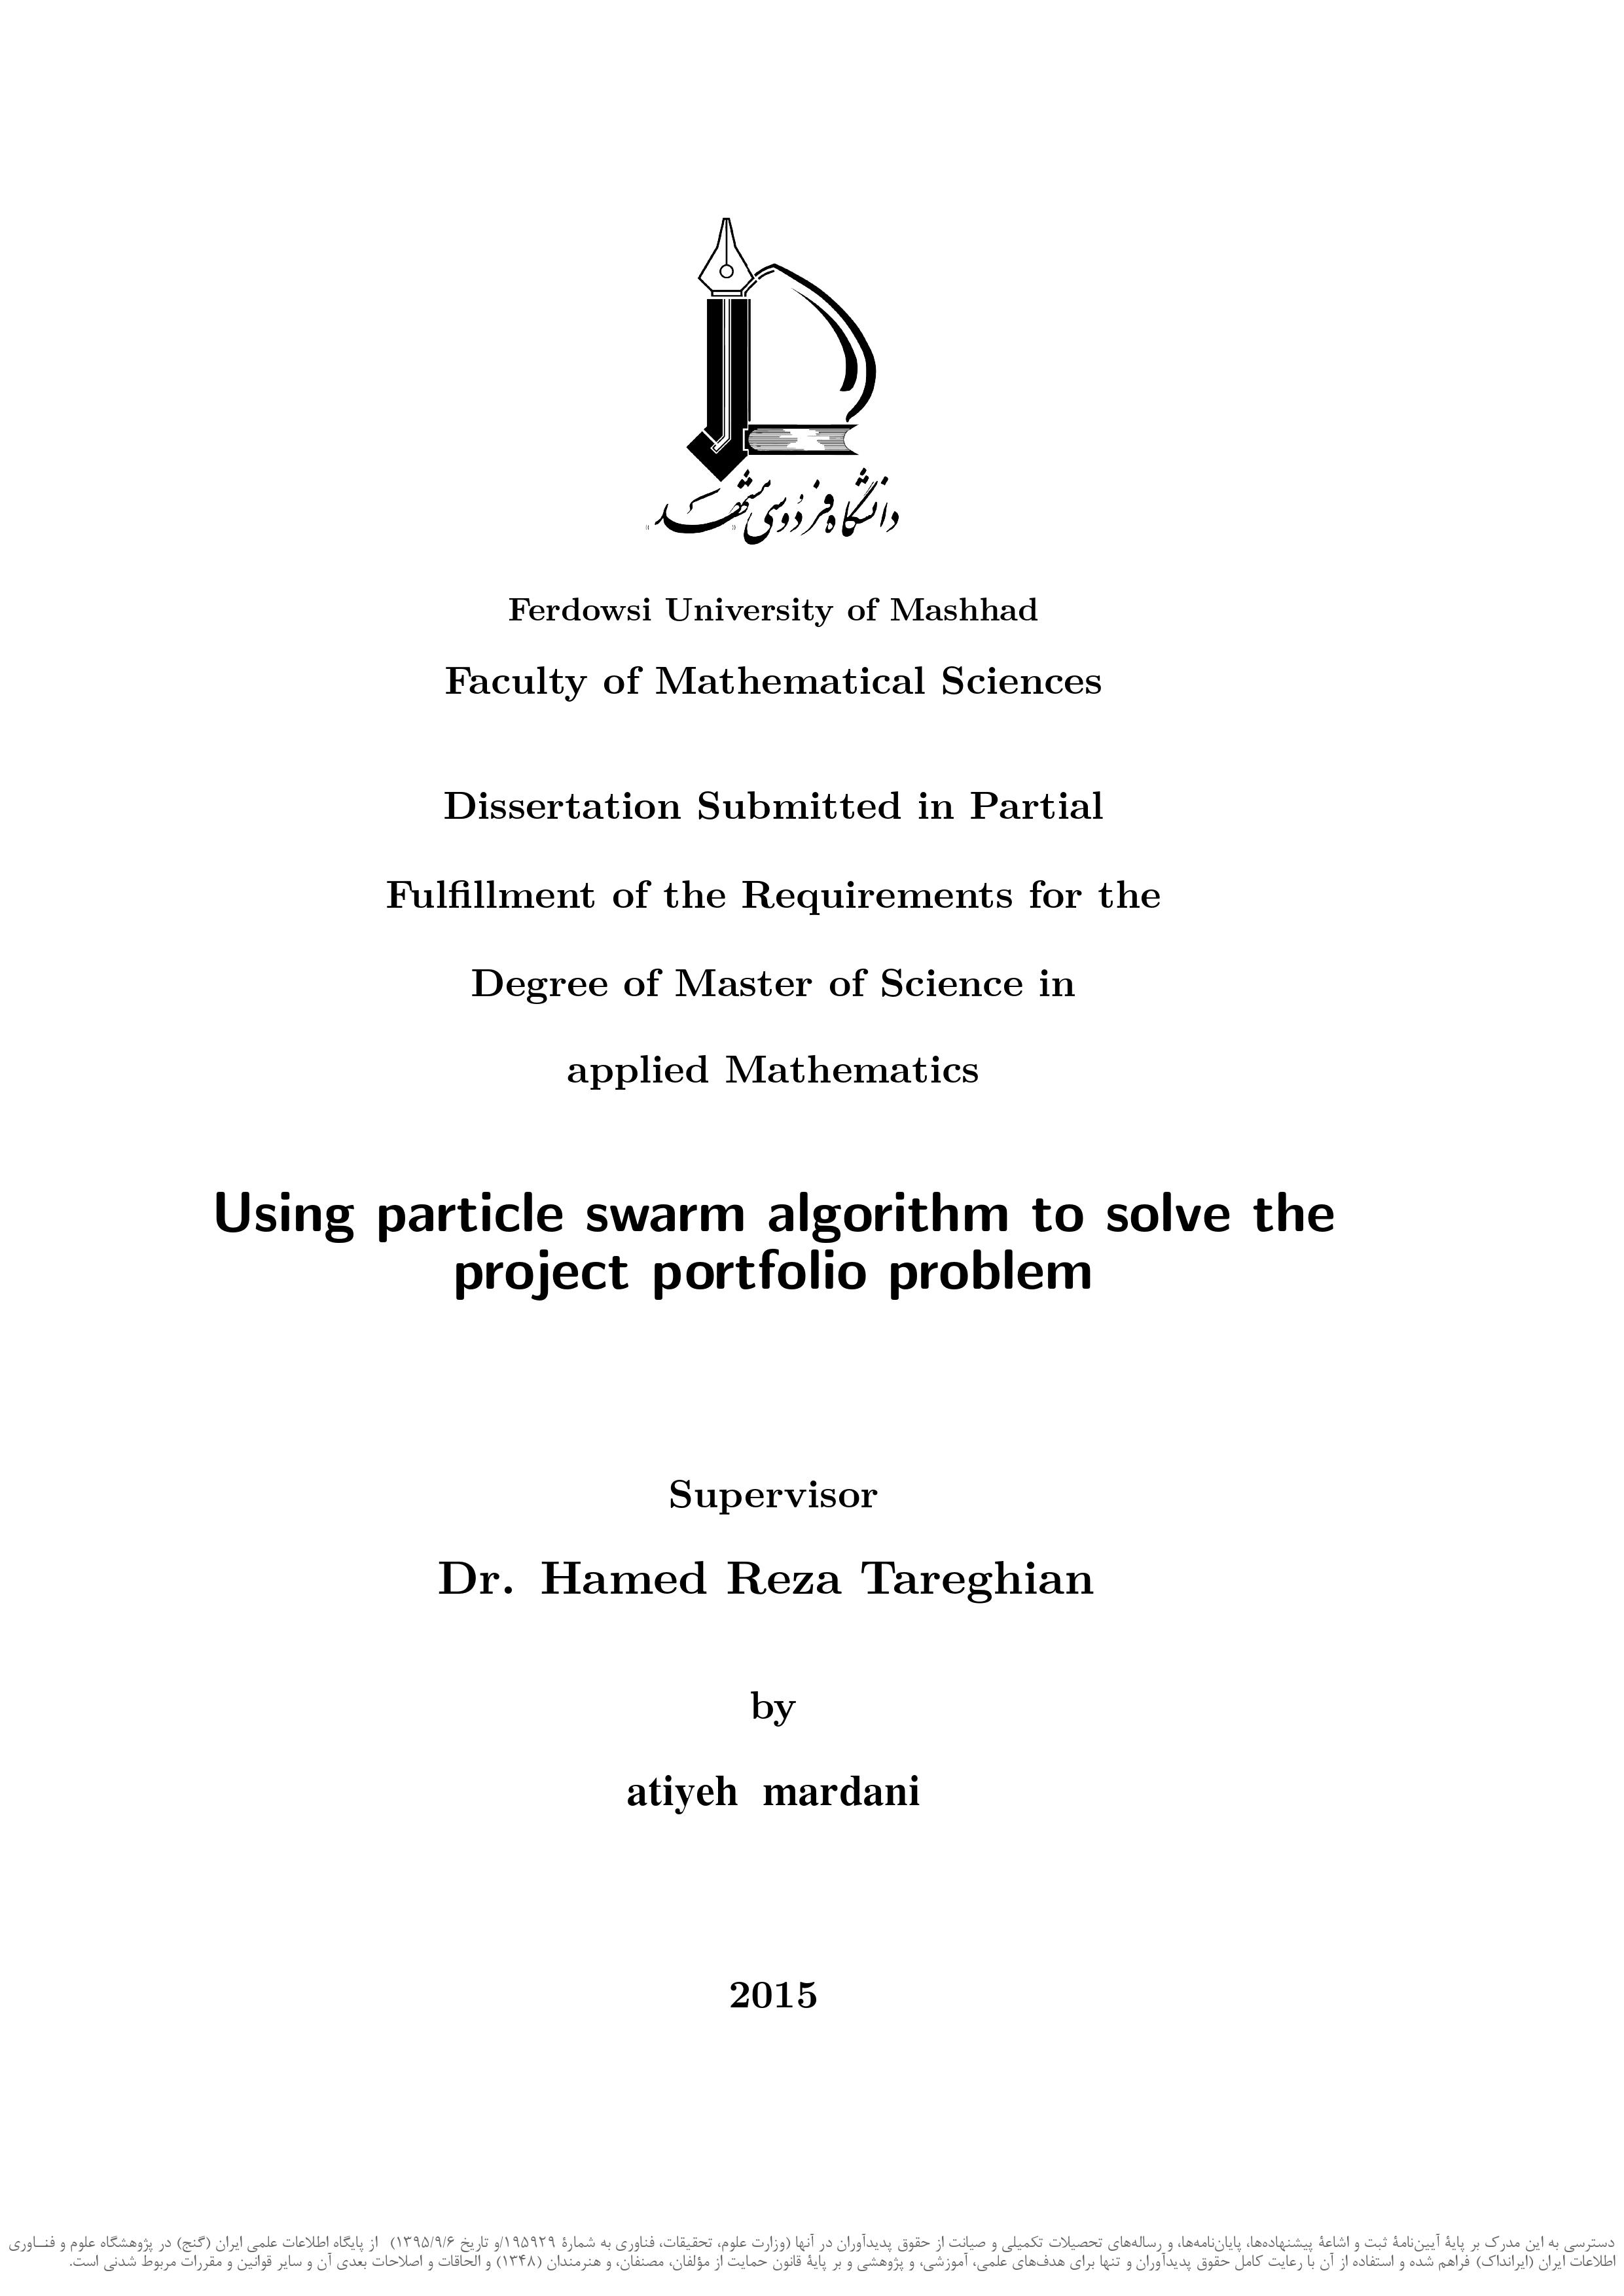 دانشگاه فردوسی مشهد
Ferdowsi University of Mashhad
Faculty of Mathematical Sciences
Dissertation Submitted in Partial
Fulfillment of the Requirements for the
Degree of Master of Science in
applied Mathematics
Using particle swarm algorithm to solve the
project portfolio problem
Supervisor
Dr. Hamed Reza Tareghian
by
atiyeh mardani
2015
دسترسی به این مدرک بر پایهٔ آیین‌نامهٔ ثبت و اشاعهٔ پیشنهاده‌ها، پایان‌نامه‌ها، و رساله‌های تحصیلات تکمیلی و صیانت از حقوق پدیدآوران در آنها (وزارت علوم، تحقیقات، فناوری به شمارهٔ ۱۹۵۹۲۹/و تاریخ ۱۳۹۵/۹/۶) از پایگاه اطلاعات علمی ایران (گنج) در پژوهشگاه علوم و فنـاوری
اطلاعات ایران (ایرانداک) فراهم شده و استفاده از آن با رعایت کامل حقوق پدیدآوران و تنها برای هدف‌های علمی، آموزشی، و پژوهشی و بر پایهٔ قانون حمایت از مؤلفان، مصنفان، و هنرمندان (۱۳۴۸) و الحاقات و اصلاحات بعدی آن و سایر قوانین و مقررات مربوط شدنی است.